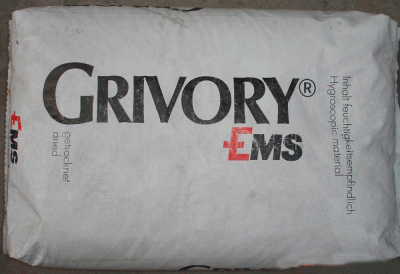 GRIVORY®
EMS
Inhalt feuchtigkeitsempfindlich
Hygroscopic material
EMS
getrocknet
dried